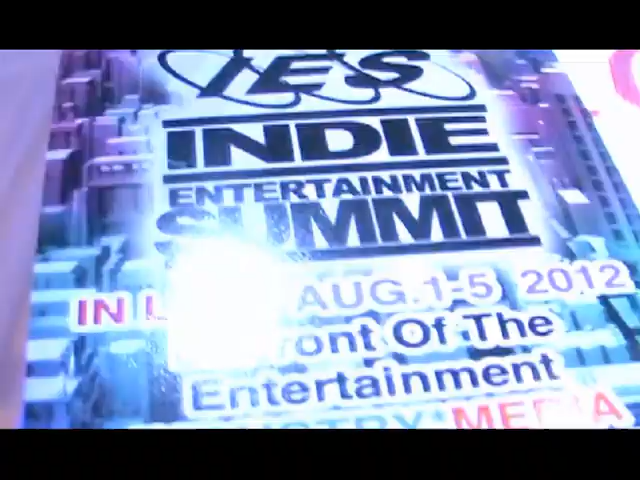 IES
INDIE
ENTERTAINMENT
SUMMIT
IN AUG.1-5 2012
Of The
Entertainment
MEDIA